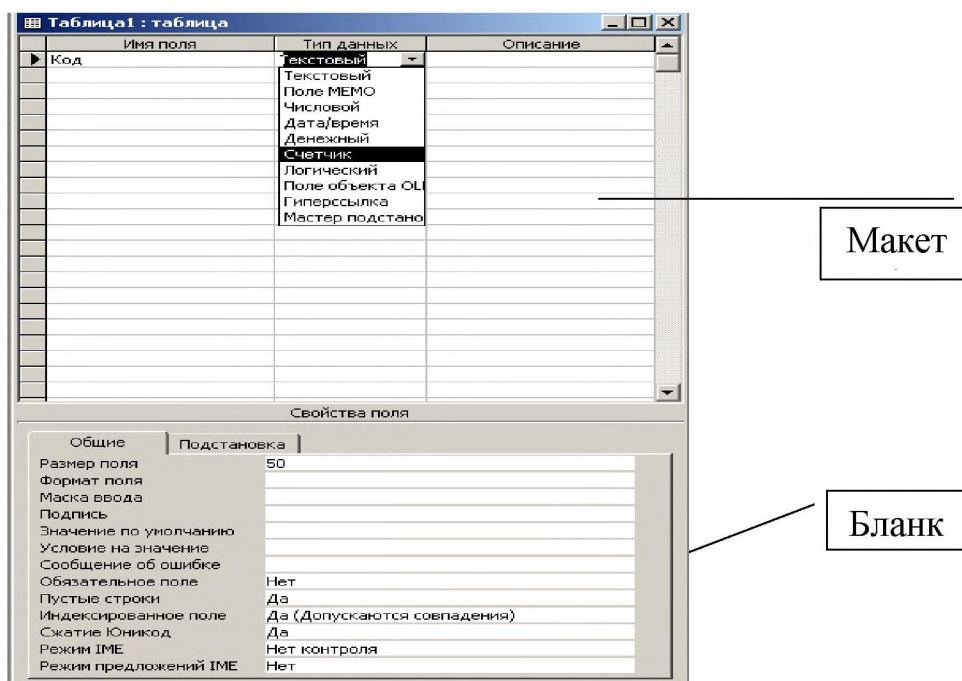 Таблица1 : таблица
Имя поля Тип данных Описание
Код Текстовый
Текстовый
Поле МЕМО
Числовой
Дата/время
Денежный
Счетчик
Логический
Поле объекта OLE
Гиперссылка
Мастер подстано
Макет
Свойства поля
Общие Подстановка
Размер поля 50
Формат поля
Маска ввода
Подпись
Значение по умолчанию
Условие на значение
Сообщение об ошибке
Обязательное поле Нет
Пустые строки Да
Индексированное поле Да (Допускаются совпадения)
Сжатие Юникод Да
Режим IME Нет контроля
Режим предложений IME Нет
Бланк